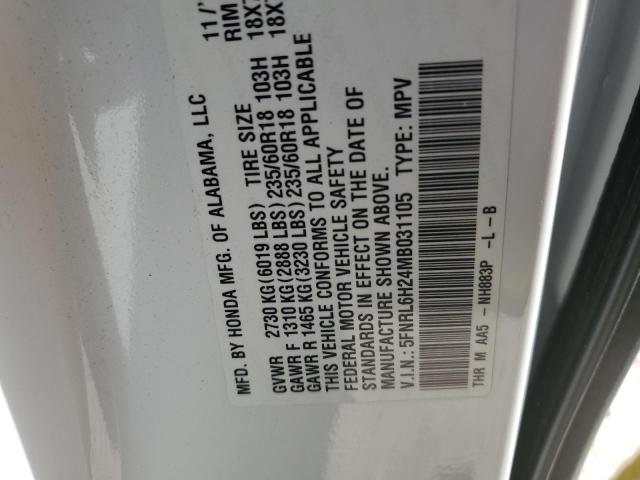 MFD. BY HONDA MFG. OF ALABAMA, LLC 11/
TIRE SIZE RIM
GVWR 2730 KG(6019 LBS)
GAWR F 1310 KG(2888 LBS) 235/60R18 103H 18X
GAWR R 1465 KG(3230 LBS) 235/60R18 103H 18X
THIS VEHICLE CONFORMS TO ALL APPLICABLE
FEDERAL MOTOR VEHICLE SAFETY
STANDARDS IN EFFECT ON THE DATE OF
MANUFACTURE SHOWN ABOVE.
V.I.N.: 5FNRL6H24MB031105 TYPE: MPV
THR M AA5 - NH883P -L-B